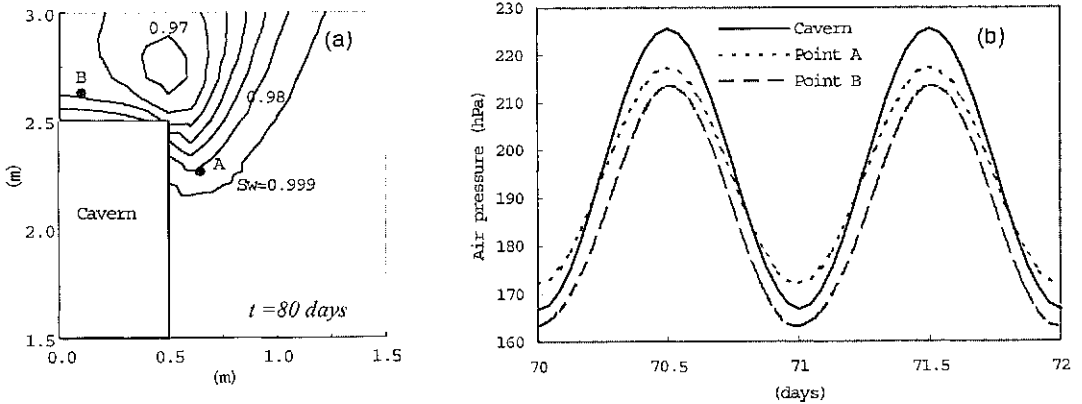 (a)
3.0
2.5
2.0
1.5
(m)
0.97
B
0.98
A
Sw=0.999
Cavern
t =80 days
0.0
0.5
1.0
1.5
(m)
(b)
Cavern
Point A
Point B
Air pressure (hPa)
230
220
210
200
190
180
170
160
70
70.5
71
71.5
72
(days)